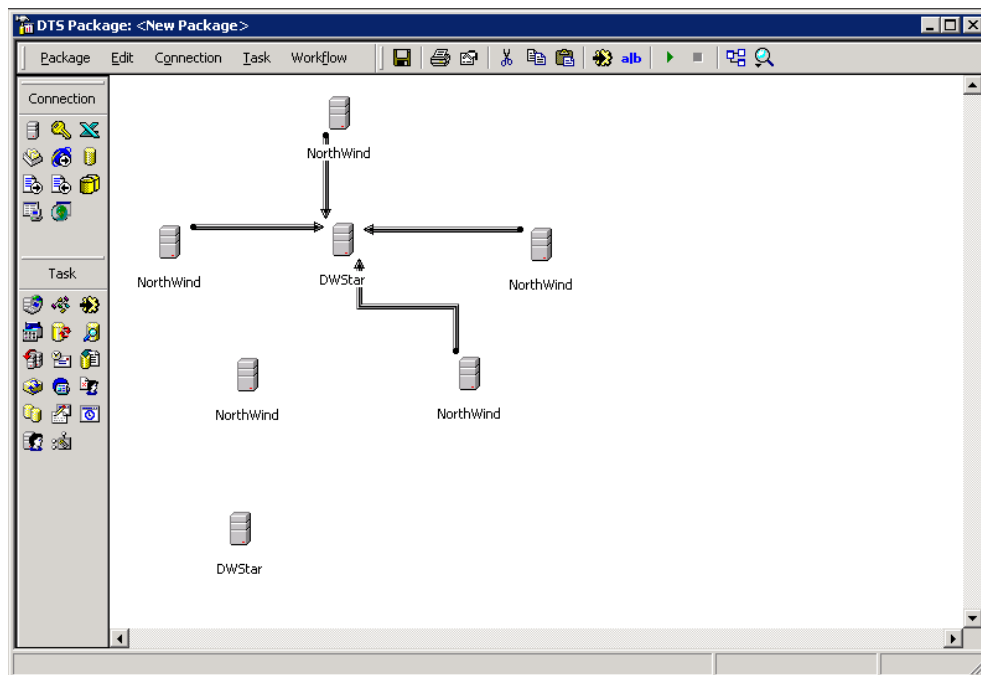 DTS Package: <New Package>
Package Edit Connection Task Workflow alb
Connection
NorthWind
NorthWind
DWStar
NorthWind
Task
NorthWind
NorthWind
DWStar